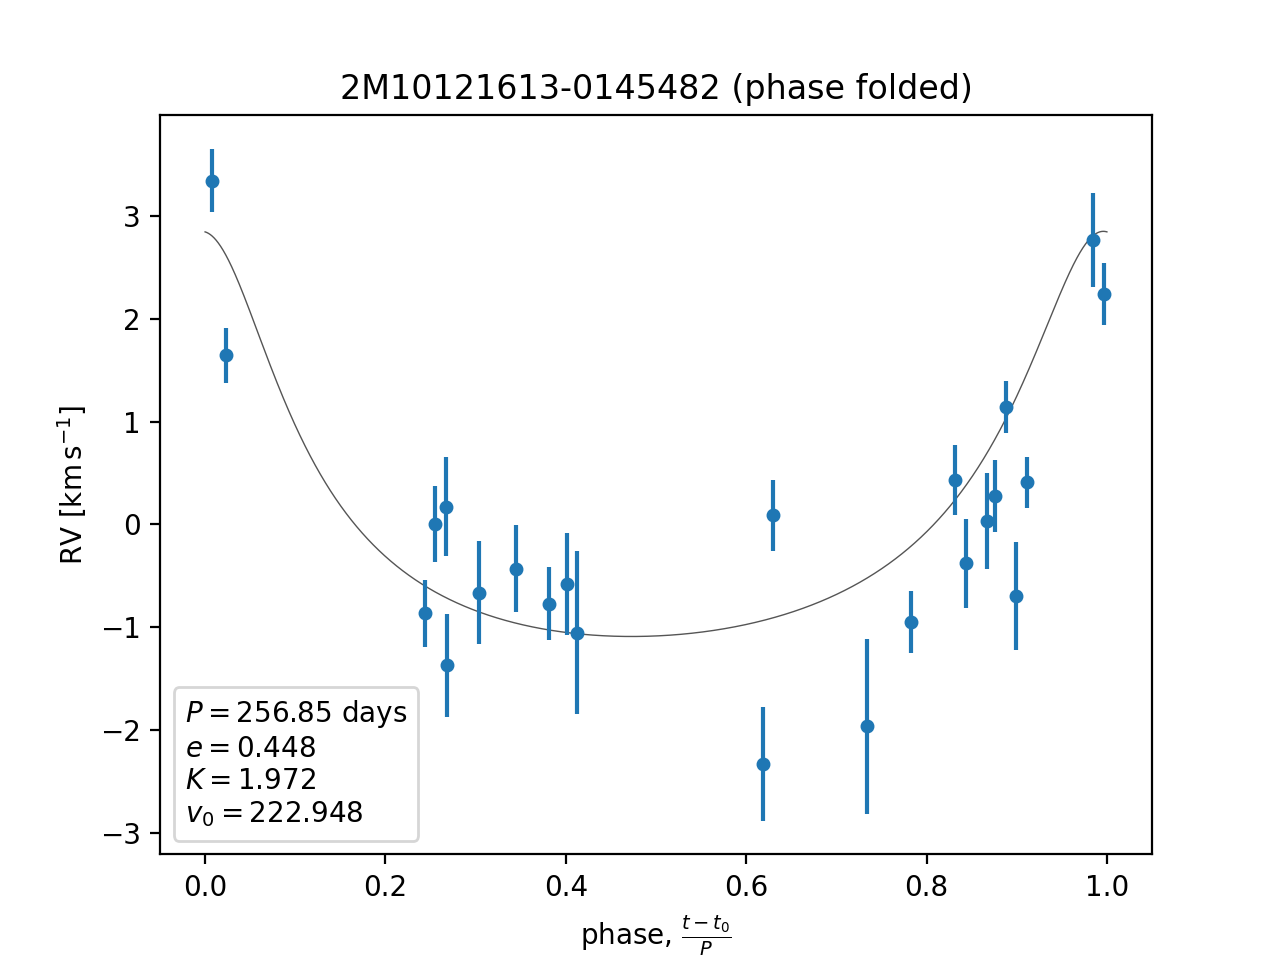 2M10121613-0145482 (phase folded)
3
2
1
0
−1
−2
−3
RV [km s⁻¹]
P = 256.85 days
e = 0.448
K = 1.972
v₀ = 222.948
0.0 0.2 0.4 0.6 0.8 1.0
phase, (t − t₀)/P